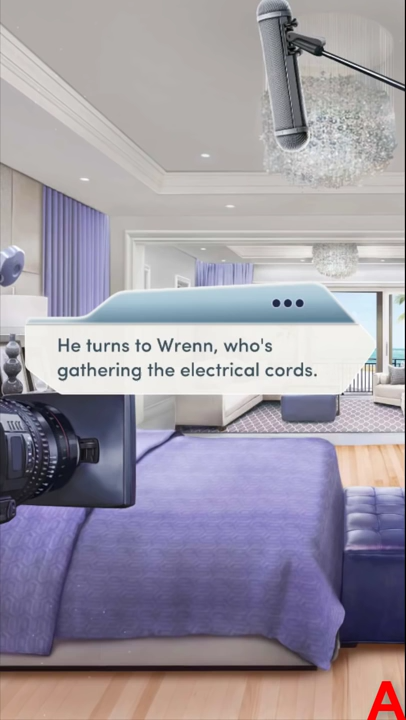 He turns to Wrenn, who's
gathering the electrical cords.
A